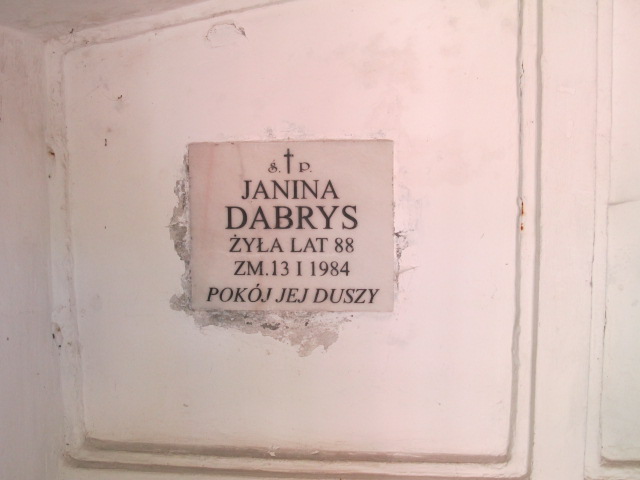 Ś. † P.
JANINA
DABRYS
ŻYŁA LAT 88
ZM.13 I 1984
POKÓJ JEJ DUSZY